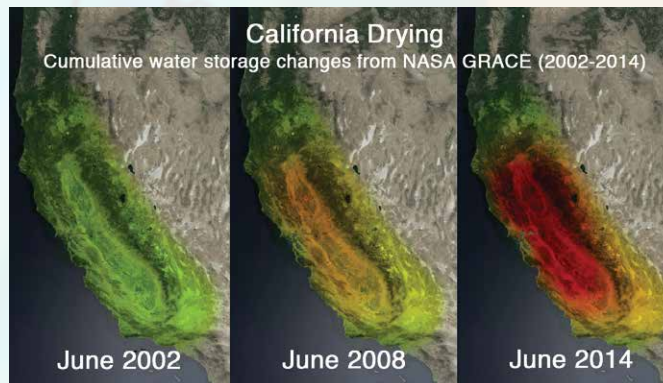 California Drying
Cumulative water storage changes from NASA GRACE (2002-2014)
June 2002
June 2008
June 2014